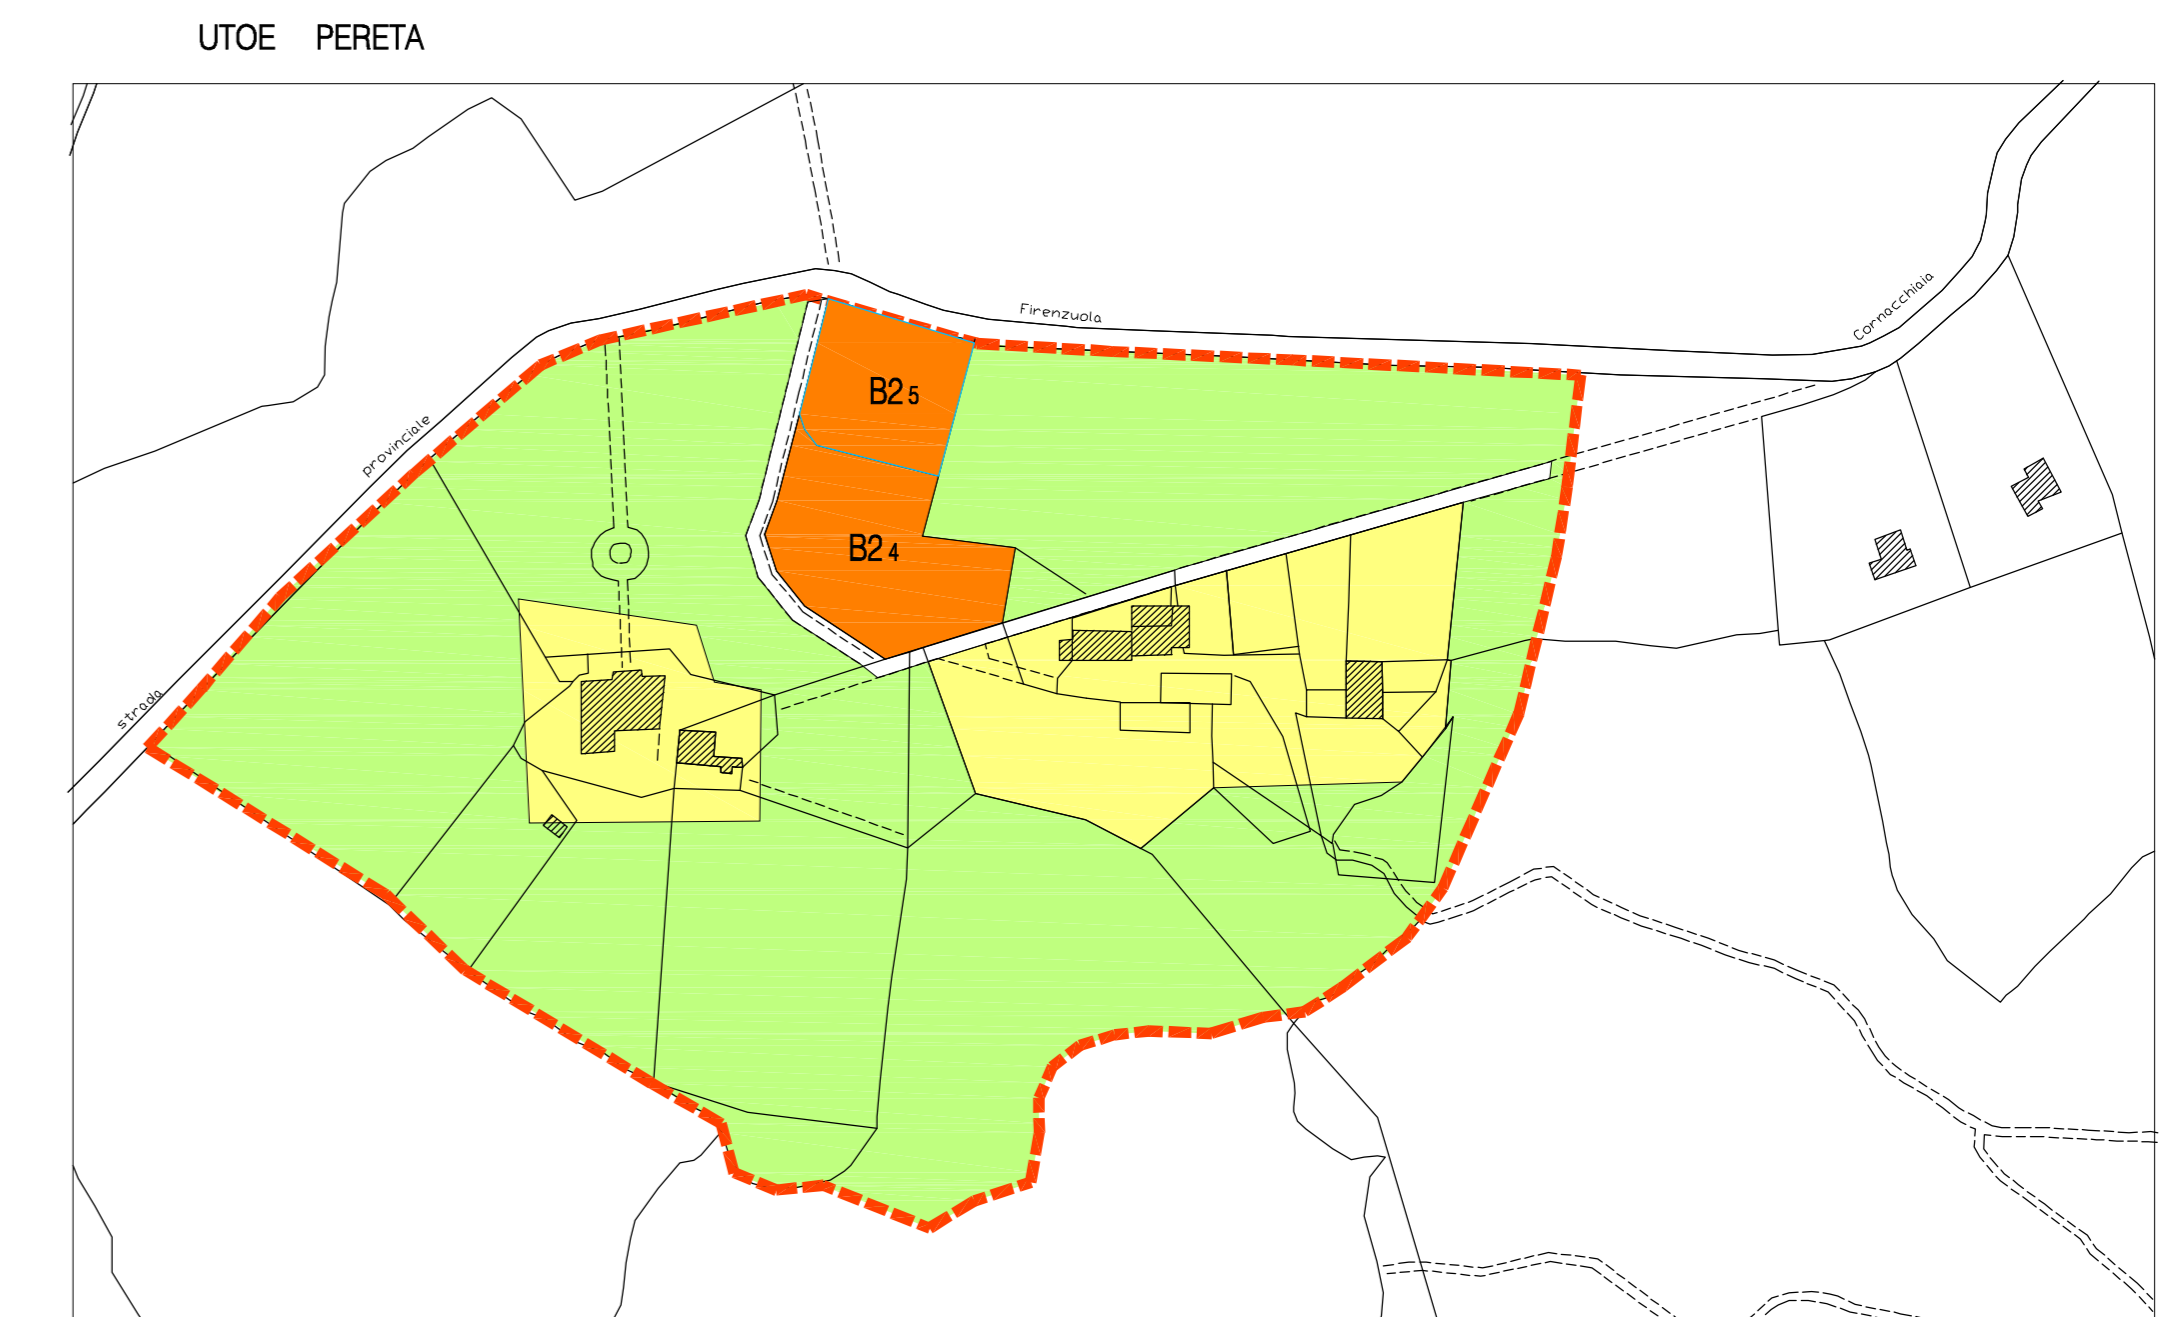 UTOE PERETA
Firenzuola
Cornacchiaia
B2 5
provinciale
B2 4
strada